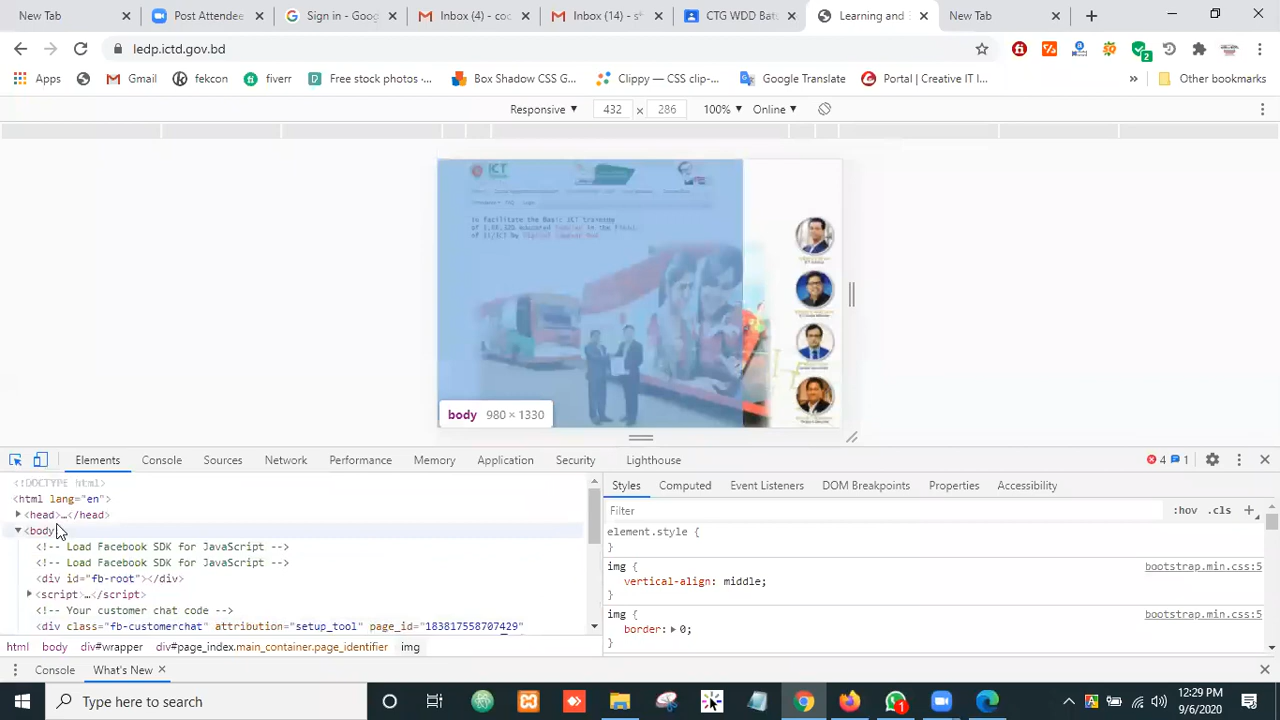 New Tab × Post Attendee × Sign in - Goog × Inbox (4) - coc × Inbox (14) - s × CTG WDD Batc × Learning and × New Tab × +
ledp.ictd.gov.bd 2
Apps Gmail fekcon fiverr Free stock photos -... Box Shadow CSS G... Clippy — CSS clip-... Google Translate Portal | Creative IT I... » Other bookmarks
Responsive ▼ 432 x 286 100% ▼ Online ▼
ICT
body 980 × 1330
Elements Console Sources Network Performance Memory Application Security Lighthouse 4 1
<!DOCTYPE html>
<html lang="en">
<head>…</head>
<body>
<!-- Load Facebook SDK for JavaScript -->
<!-- Load Facebook SDK for JavaScript -->
<div id="fb-root"></div>
<script>…</script>
<!-- Your customer chat code -->
<div class="fb-customerchat" attribution="setup_tool" page_id="183817558707429"
html body div#wrapper div#page_index.main_container.page_identifier img
Styles Computed Event Listeners DOM Breakpoints Properties Accessibility
Filter :hov .cls +
element.style {
}
img { bootstrap.min.css:5
vertical-align: middle;
}
img { bootstrap.min.css:5
border: 0;
}
Console What's New ×
Type here to search 1 12:29 PM
9/6/2020